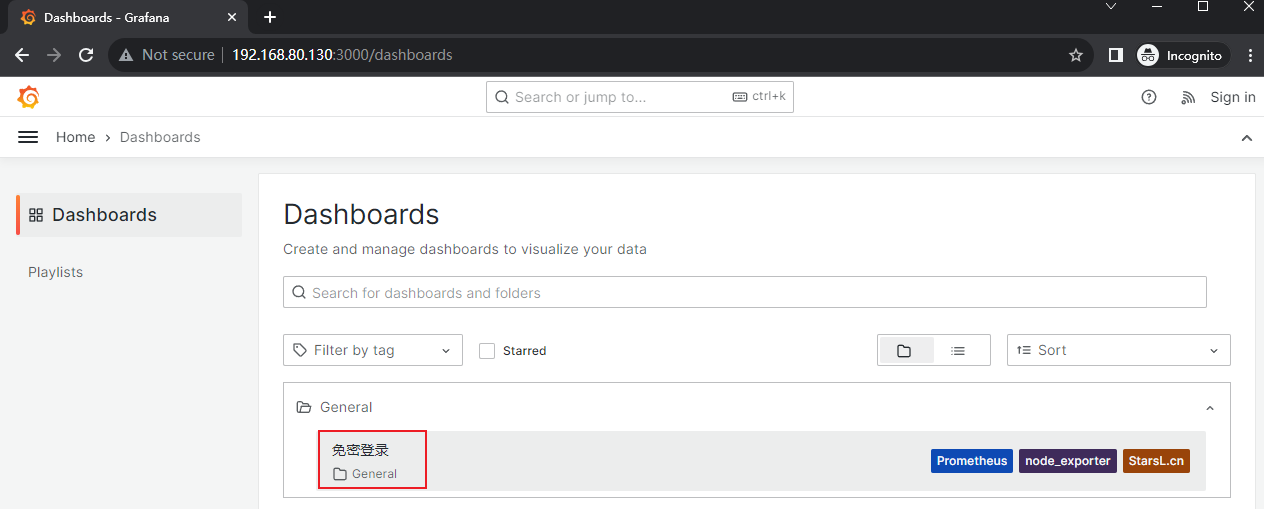 Dashboards - Grafana
Not secure 192.168.80.130:3000/dashboards Incognito
Search or jump to... ctrl+k Sign in
Home Dashboards
Dashboards
Playlists
Dashboards
Create and manage dashboards to visualize your data
Search for dashboards and folders
Filter by tag Starred Sort
General
免密登录
General
Prometheus node_exporter StarsL.cn